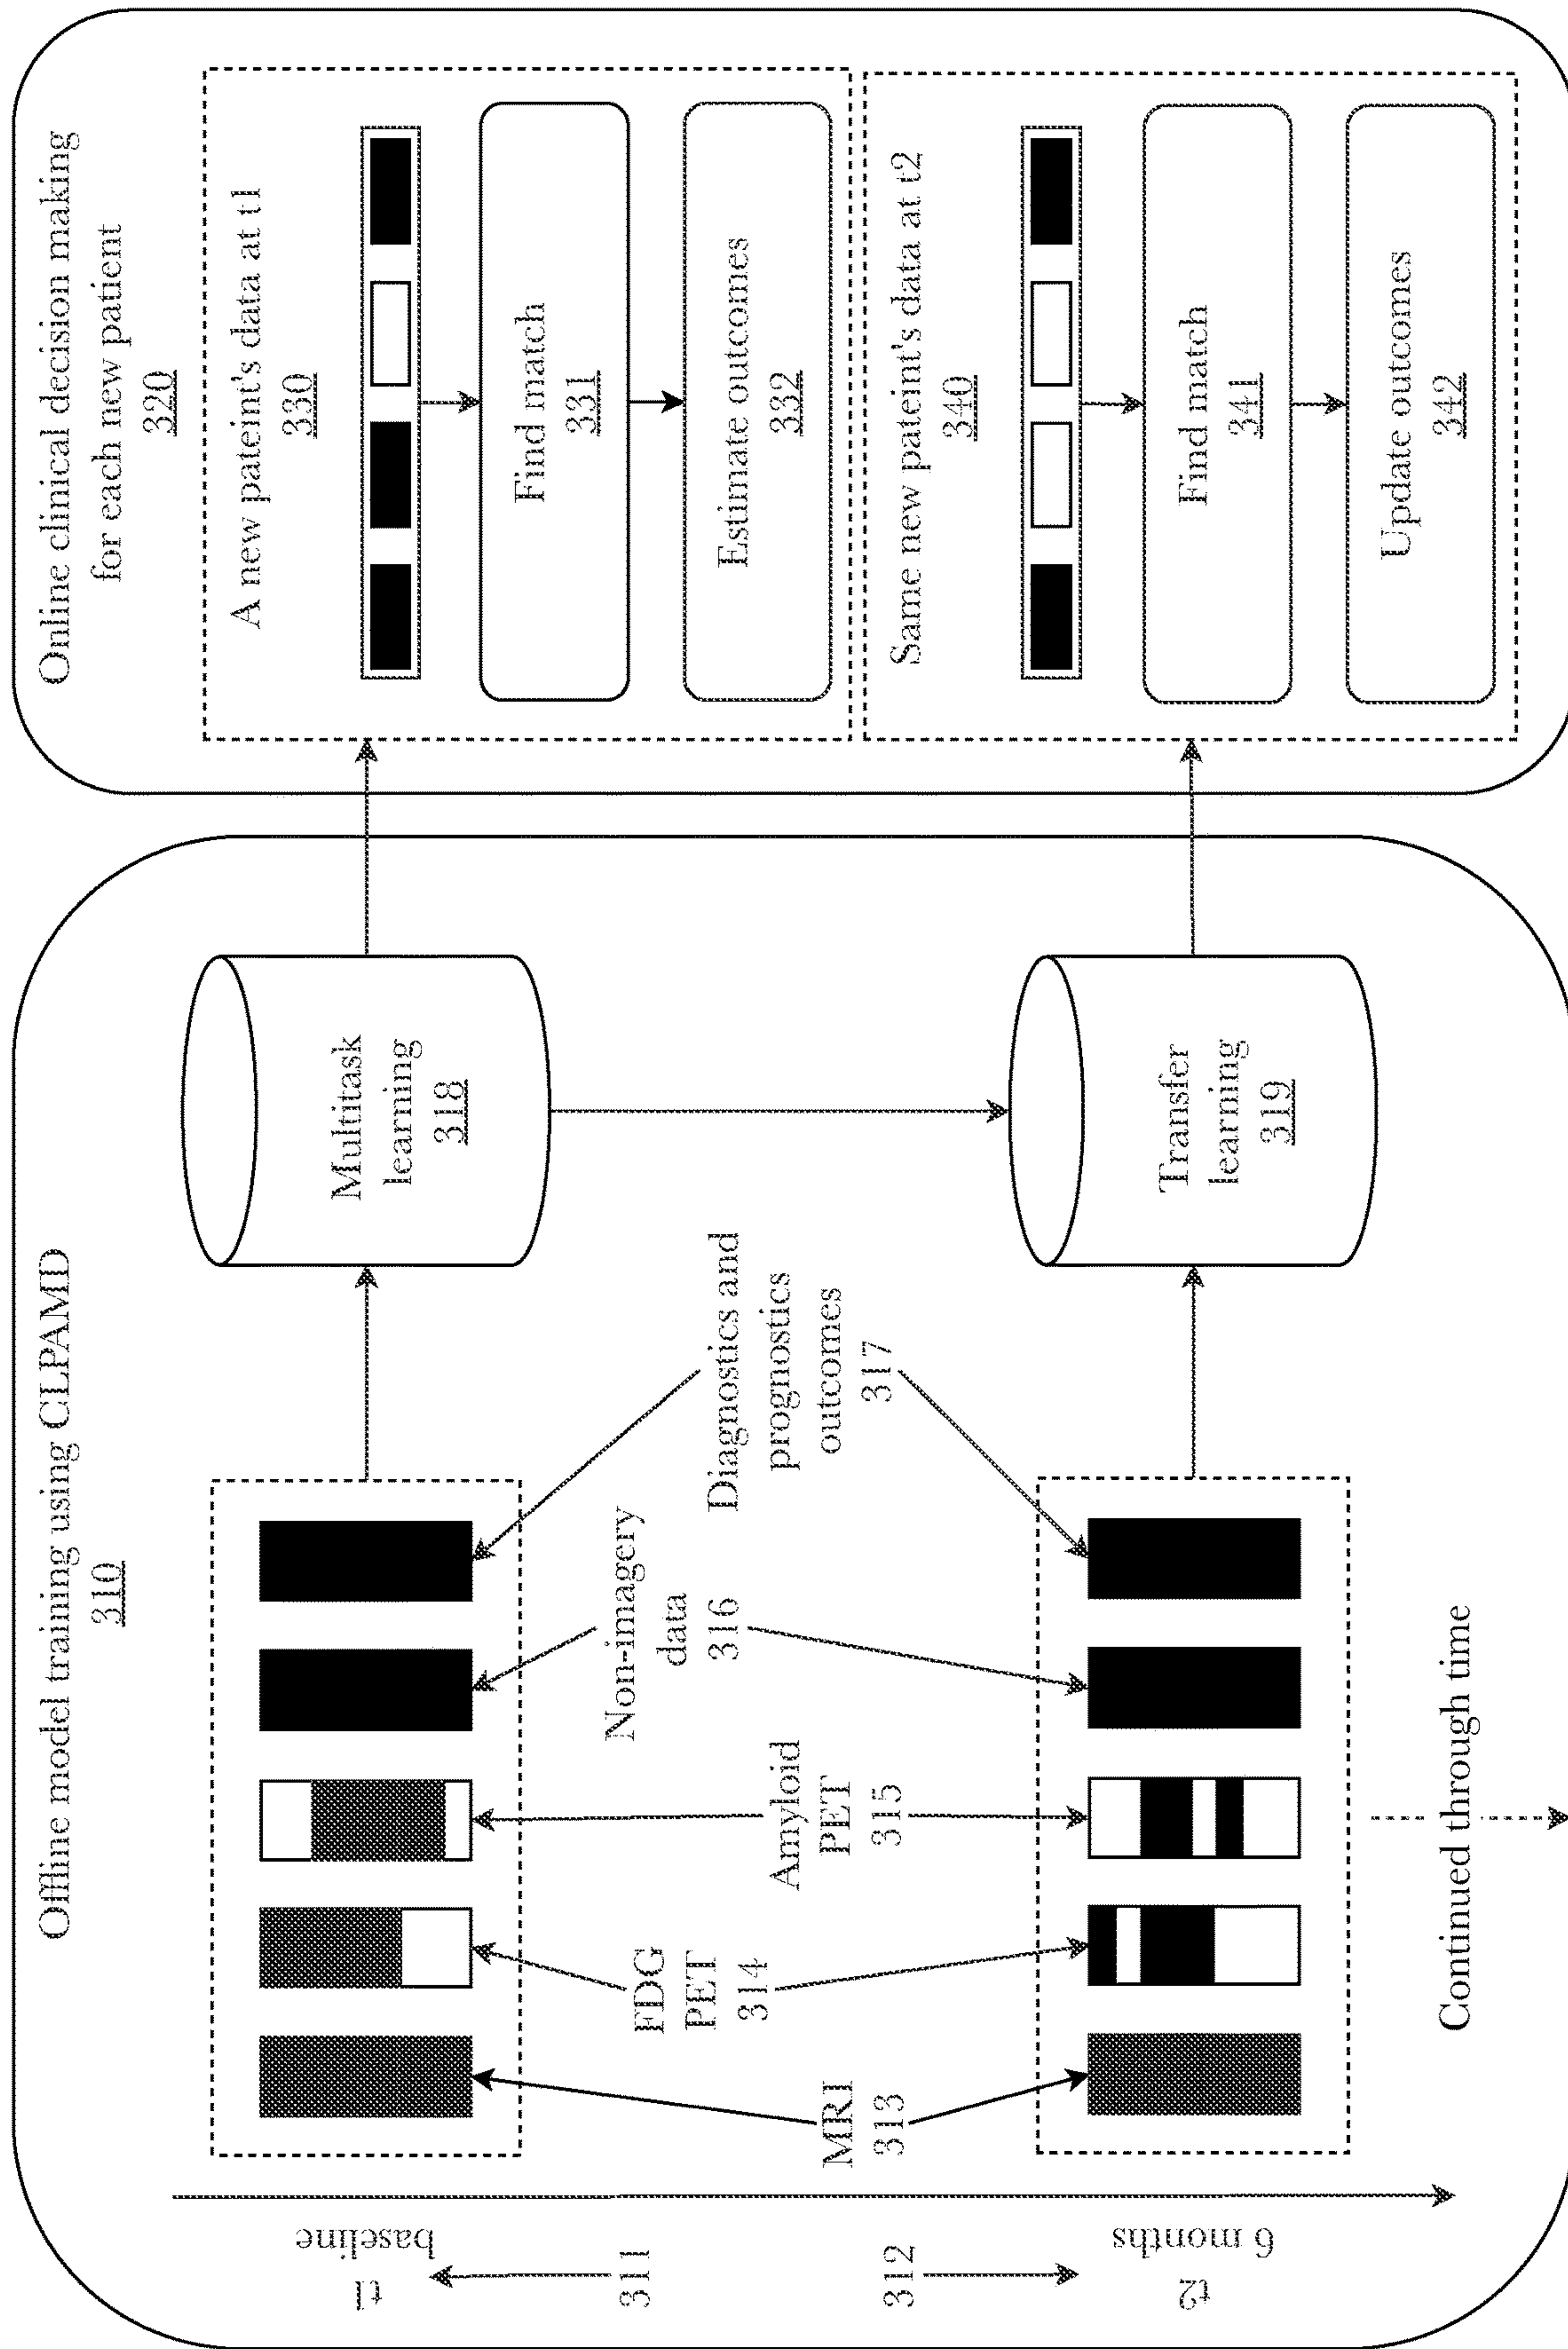 Offline model training using CLPAMD
310
t1
baseline
311
312
t2
6 months
MRI
313
FDG
PET
314
Amyloid
PET
315
Non-imagery
data
316
Diagnostics and
prognostics
outcomes
317
Multitask
learning
318
Transfer
learning
319
Continued through time
Online clinical decision making
for each new patient
320
A new pateint's data at t1
330
Find match
331
Estimate outcomes
332
Same new pateint's data at t2
340
Find match
341
Update outcomes
342